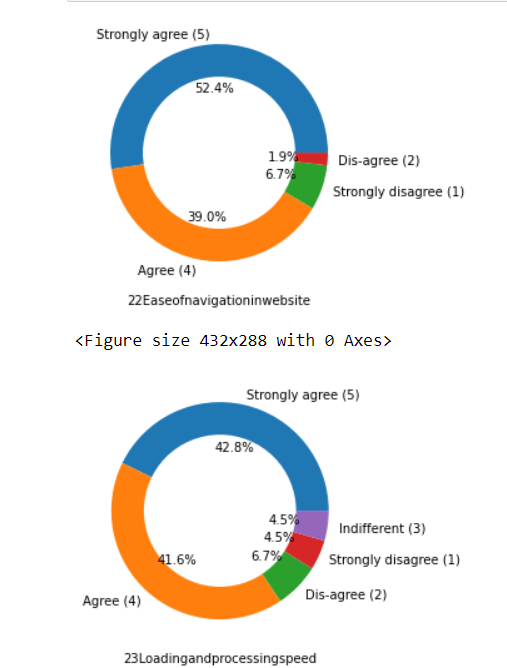 Strongly agree (5)
52.4%
1.9%
Dis-agree (2)
6.7%
Strongly disagree (1)
39.0%
Agree (4)
22Easeofnavigationinwebsite
<Figure size 432x288 with 0 Axes>
Strongly agree (5)
42.8%
4.5%
Indifferent (3)
4.5%
Strongly disagree (1)
6.7%
41.6%
Dis-agree (2)
Agree (4)
23Loadingandprocessingspeed